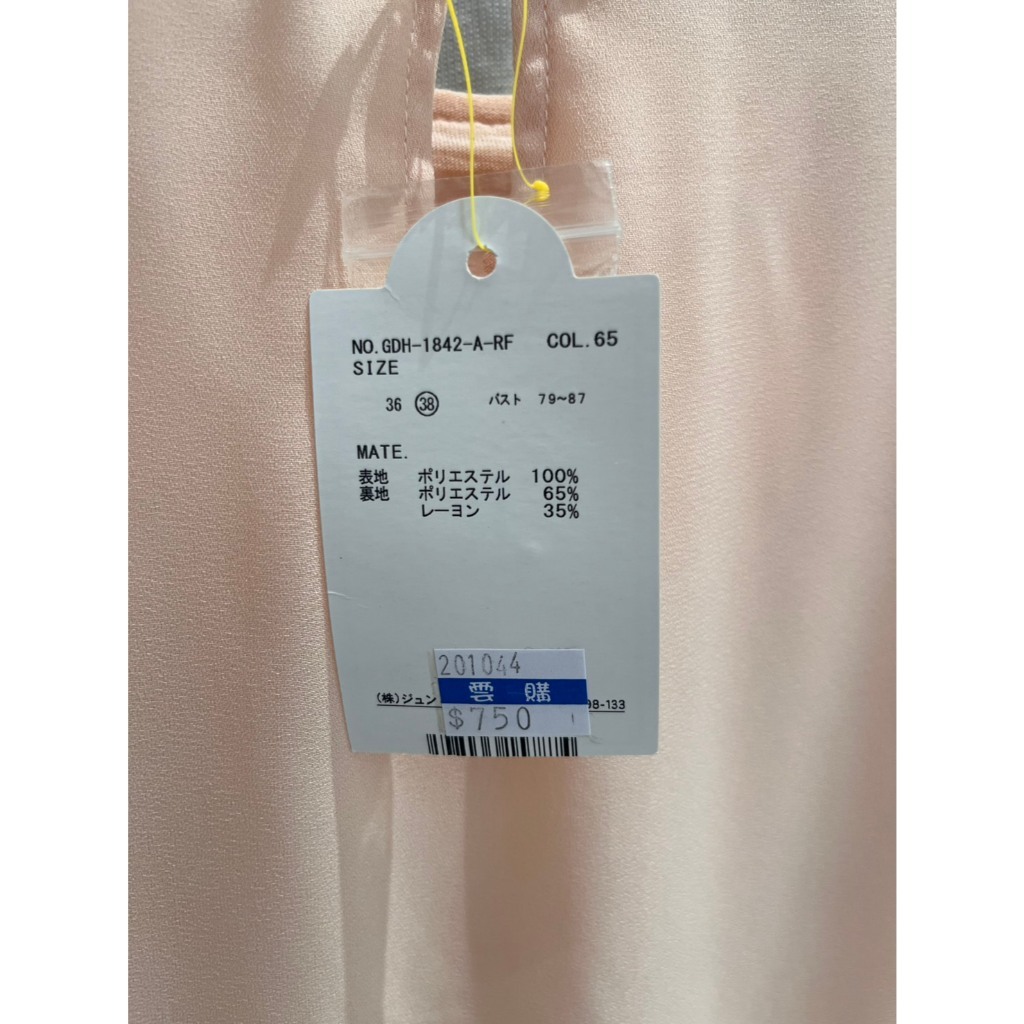 NO.GDH-1842-A-RF COL.65
SIZE
36 38 バスト 79~87
MATE.
表地 ポリエステル 100%
裏地 ポリエステル 65%
レーヨン 35%
201044
雲購
(株)ジュン 98-133
$750